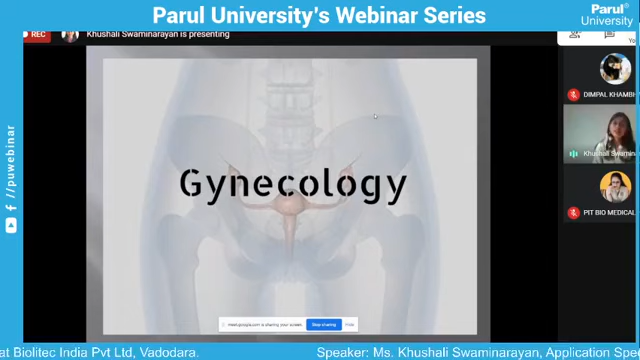 Parul University's Webinar Series
Parul®
University
REC
Khushali Swaminarayan is presenting
Yo
DIMPAL KHAMBH
Gynecology
Khushali Swamin
PIT BIO MEDICAL
f //puwebinar
meet.google.com is sharing your screen.
Stop sharing
Hide
at Biolitec India Pvt Ltd, Vadodara.
Speaker: Ms. Khushali Swaminarayan, Application Spe